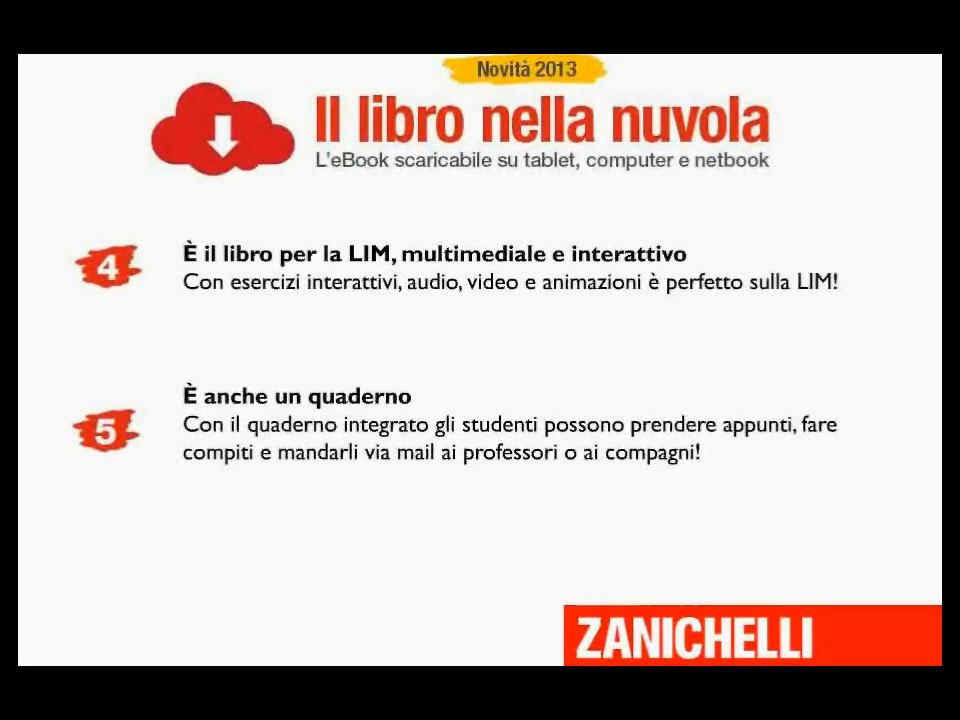 Novità 2013
Il libro nella nuvola
L'eBook scaricabile su tablet, computer e netbook
4
È il libro per la LIM, multimediale e interattivo
Con esercizi interattivi, audio, video e animazioni è perfetto sulla LIM!
5
È anche un quaderno
Con il quaderno integrato gli studenti possono prendere appunti, fare
compiti e mandarli via mail ai professori o ai compagni!
ZANICHELLI